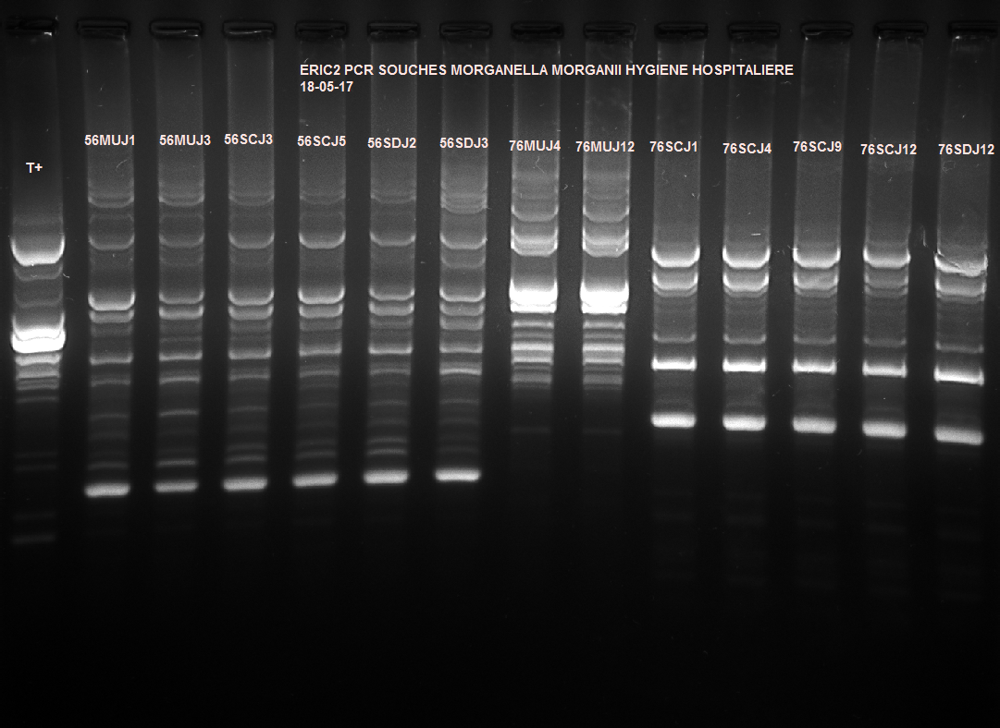 ERIC2 PCR SOUCHES MORGANELLA MORGANII HYGIENE HOSPITALIERE
18-05-17
T+
56MUJ1
56MUJ3
56SCJ3
56SCJ5
56SDJ2
56SDJ3
76MUJ4
76MUJ12
76SCJ1
76SCJ4
76SCJ9
76SCJ12
76SDJ12